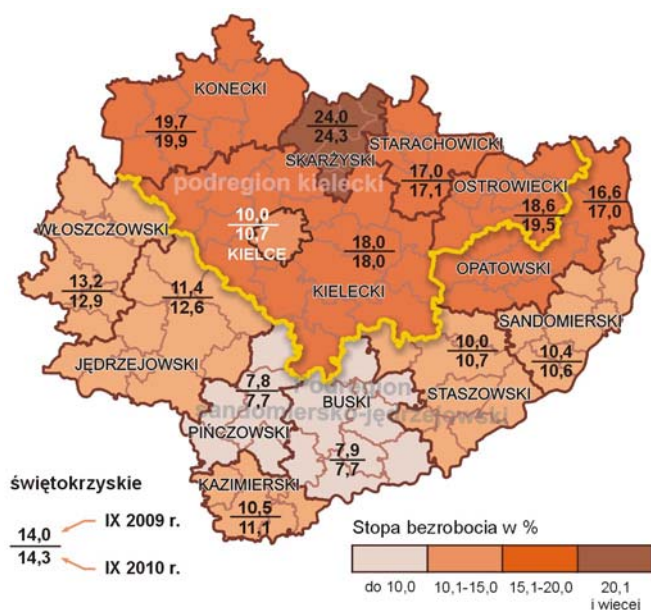 KONECKI
19,7
19,9
24,0
24,3
SKARŻYSKI
STARACHOWICKI
17,0
17,1
OSTROWIECKI
18,6
19,5
16,6
17,0
podregion kielecki
WŁOSZCZOWSKI
10,0
10,7
KIELCE
18,0
18,0
KIELECKI
OPATOWSKI
13,2
12,9
11,4
12,6
SANDOMIERSKI
10,0
10,7
10,4
10,6
JĘDRZEJOWSKI
7,8
7,7
Podregion
BUSKI
STASZOWSKI
sandomiersko-jędrzejowski
PIŃCZOWSKI
7,9
7,7
KAZIMIERSKI
10,5
11,1
świętokrzyskie
14,0
IX 2009 r.
14,3
IX 2010 r.
Stopa bezrobocia w %
do 10,0 10,1-15,0 15,1-20,0 20,1
i więcej